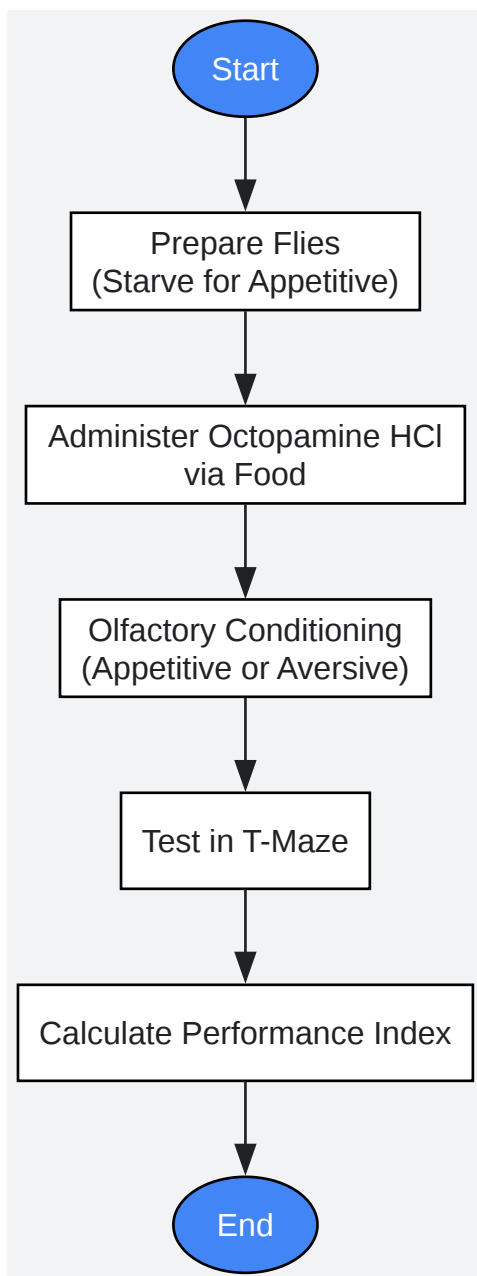 Start
Prepare Flies
(Starve for Appetitive)
Administer Octopamine HCl
via Food
Olfactory Conditioning
(Appetitive or Aversive)
Test in T-Maze
Calculate Performance Index
End